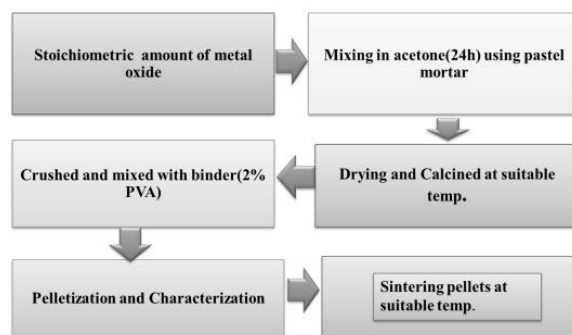 Stoichiometric amount of metal
oxide
Mixing in acetone(24h) using pastel
mortar
Drying and Calcined at suitable
temp.
Crushed and mixed with binder(2%
PVA)
Pelletization and Characterization
Sintering pellets at
suitable temp.